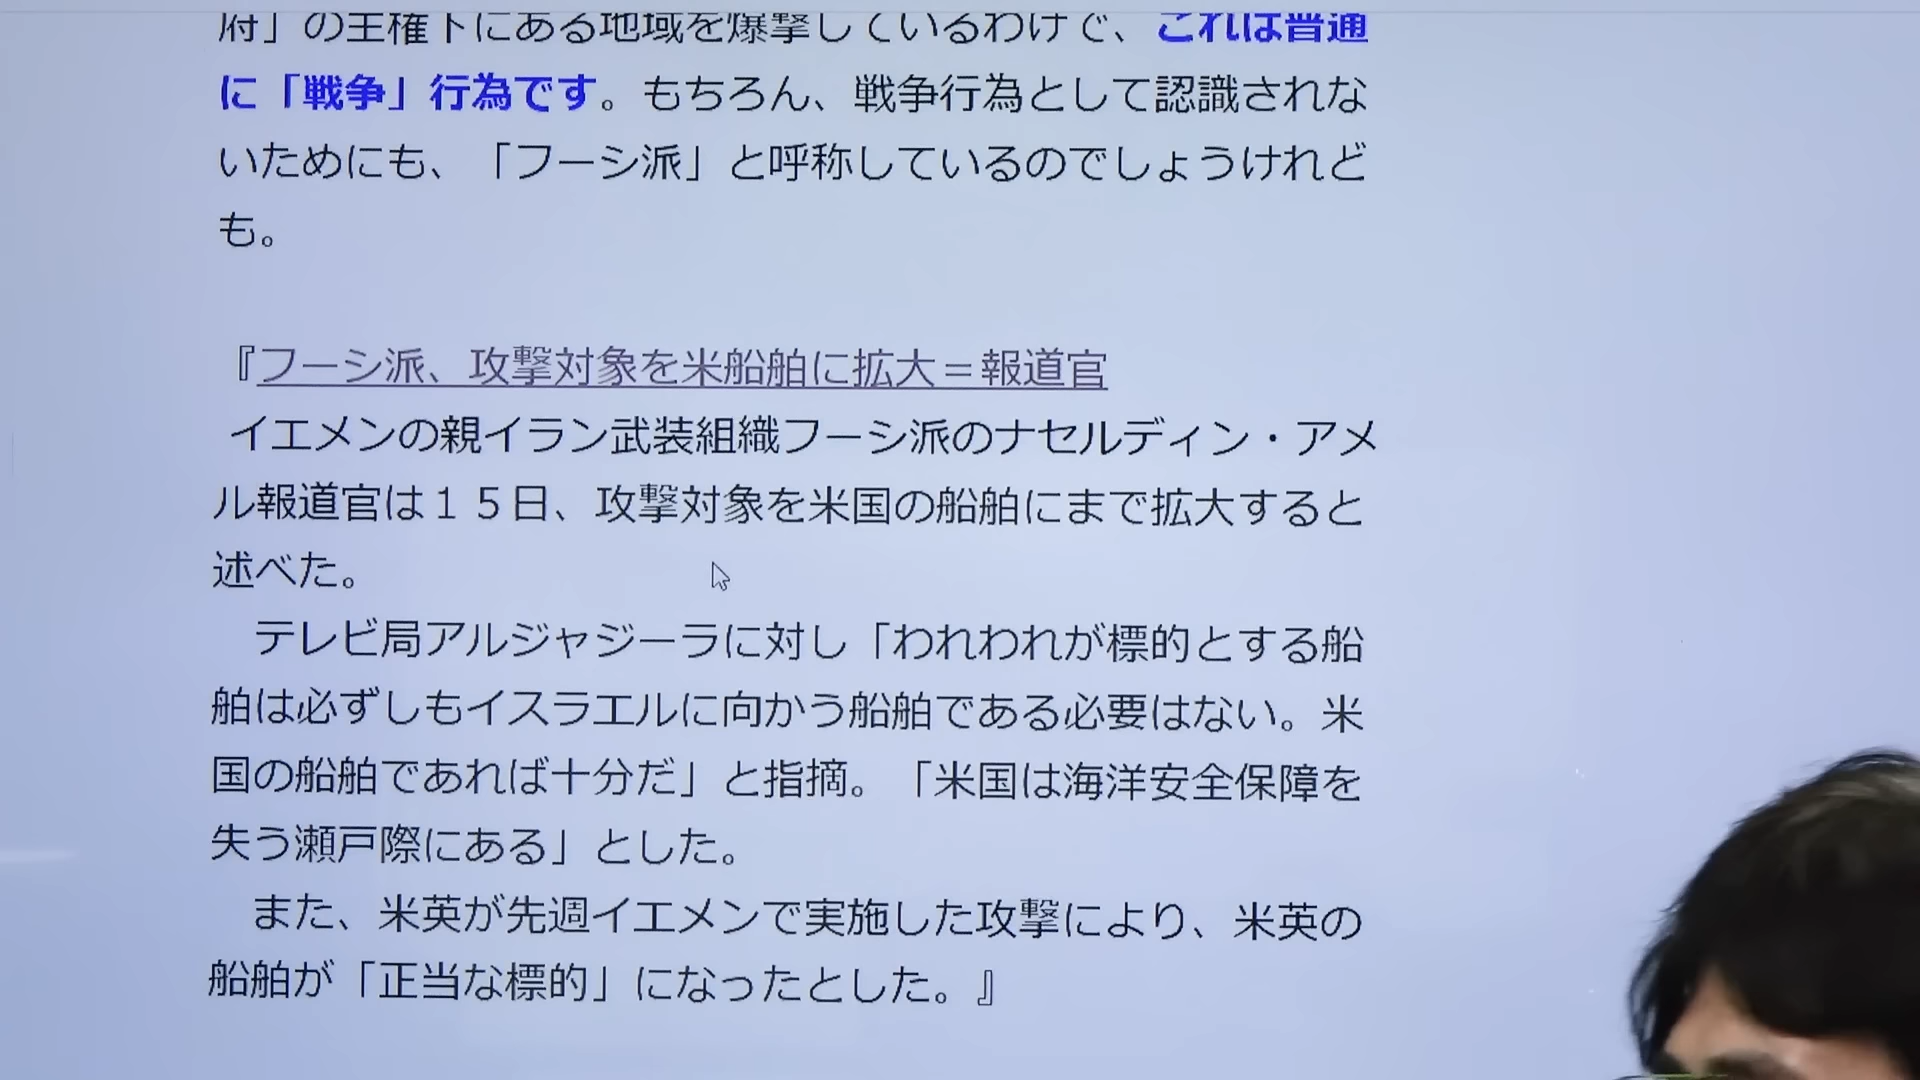 府」の主権下にある地域を爆撃しているわけで、これは普通
に「戦争」行為です。もちろん、戦争行為として認識されな
いためにも、「フーシ派」と呼称しているのでしょうけれど
も。
『フーシ派、攻撃対象を米船舶に拡大＝報道官
イエメンの親イラン武装組織フーシ派のナセルディン・アメ
ル報道官は１５日、攻撃対象を米国の船舶にまで拡大すると
述べた。
テレビ局アルジャジーラに対し「われわれが標的とする船
舶は必ずしもイスラエルに向かう船舶である必要はない。米
国の船舶であれば十分だ」と指摘。「米国は海洋安全保障を
失う瀬戸際にある」とした。
また、米英が先週イエメンで実施した攻撃により、米英の
船舶が「正当な標的」になったとした。』